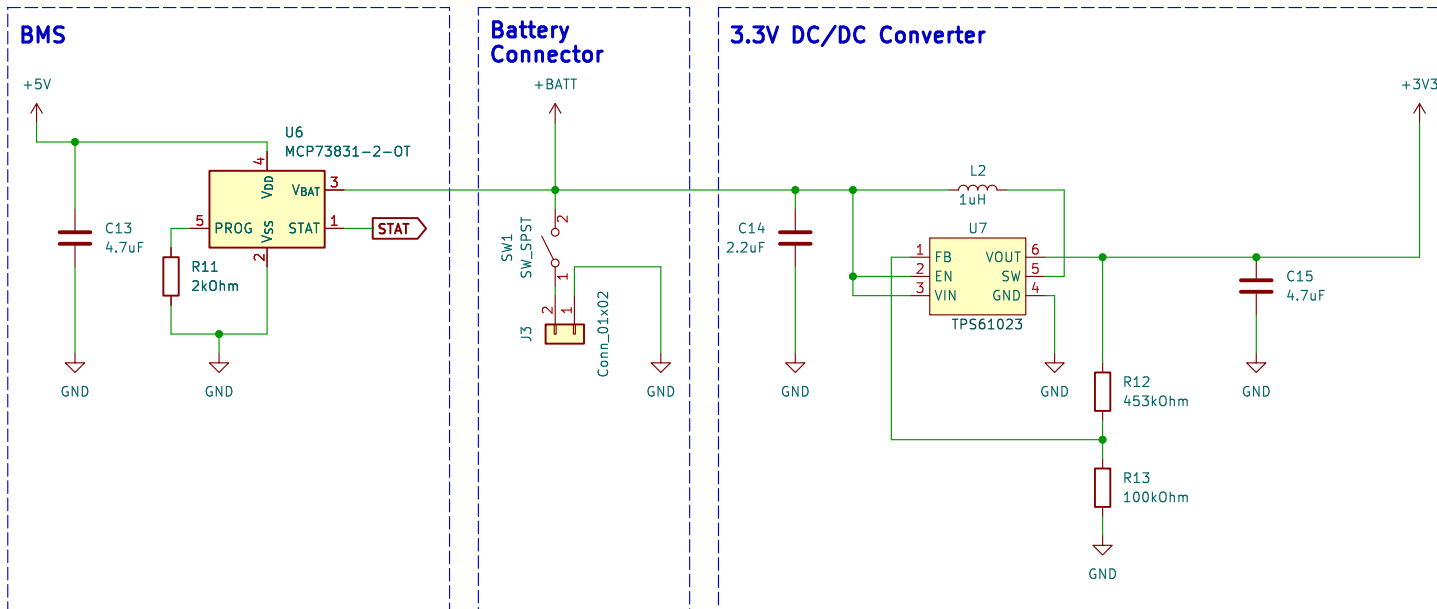 BMS
+5V
U6
MCP73831-2-OT
4
VDD
VBAT
3
5
PROG
VSS
STAT
1
STAT
2
C13
4.7uF
R11
2kOhm
GND
GND
Battery
Connector
+BATT
2
SW1
SW_SPST
1
2
1
J3
Conn_01x02
GND
3.3V DC/DC Converter
+3V3
L2
1uH
C14
2.2uF
U7
1
FB
VOUT
6
2
EN
SW
5
3
VIN
GND
4
TPS61023
C15
4.7uF
GND
GND
GND
R12
453kOhm
R13
100kOhm
GND